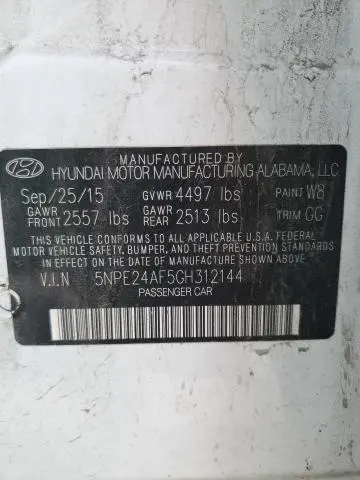 MANUFACTURED BY
HYUNDAI MOTOR MANUFACTURING ALABAMA, LLC
Sep/25/15 GVWR 4497 lbs PAINT W8
GAWR FRONT 2557 lbs GAWR REAR 2513 lbs TRIM GG
THIS VEHICLE CONFORMS TO ALL APPLICABLE U.S.A. FEDERAL
MOTOR VEHICLE SAFETY, BUMPER, AND THEFT PREVENTION
STANDARDS IN EFFECT ON THE DATE OF MANUFACTURE SHOWN ABOVE.
V.I.N 5NPE24AF5GH312144
PASSENGER CAR